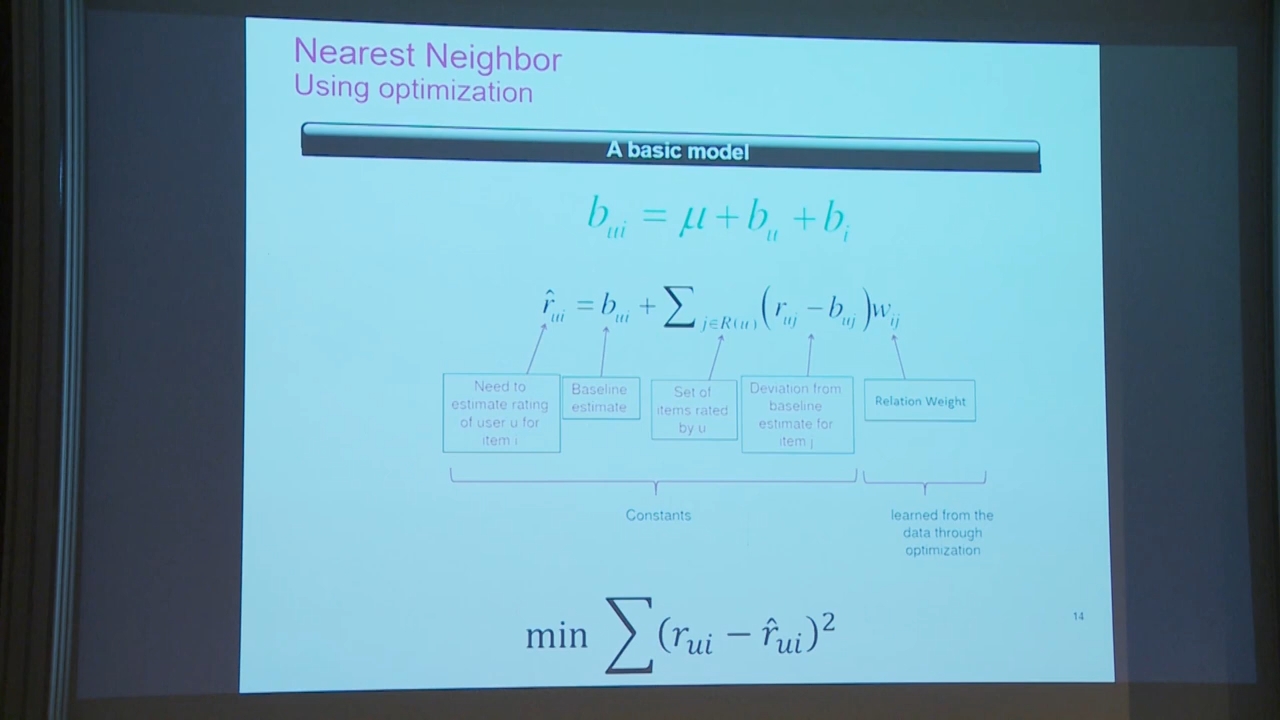 Nearest Neighbor
Using optimization
A basic model
b_ui = μ + b_u + b_i
r̂_ui = b_ui + ∑_{j∈R(u)} (r_uj − b_uj) w_ij
Need to
estimate rating
of user u for
item i
Baseline
estimate
Set of
items rated
by u
Deviation from
baseline
estimate for
item j
Relation Weight
Constants
learned from the
data through
optimization
min ∑ (r_ui − r̂_ui)²
14